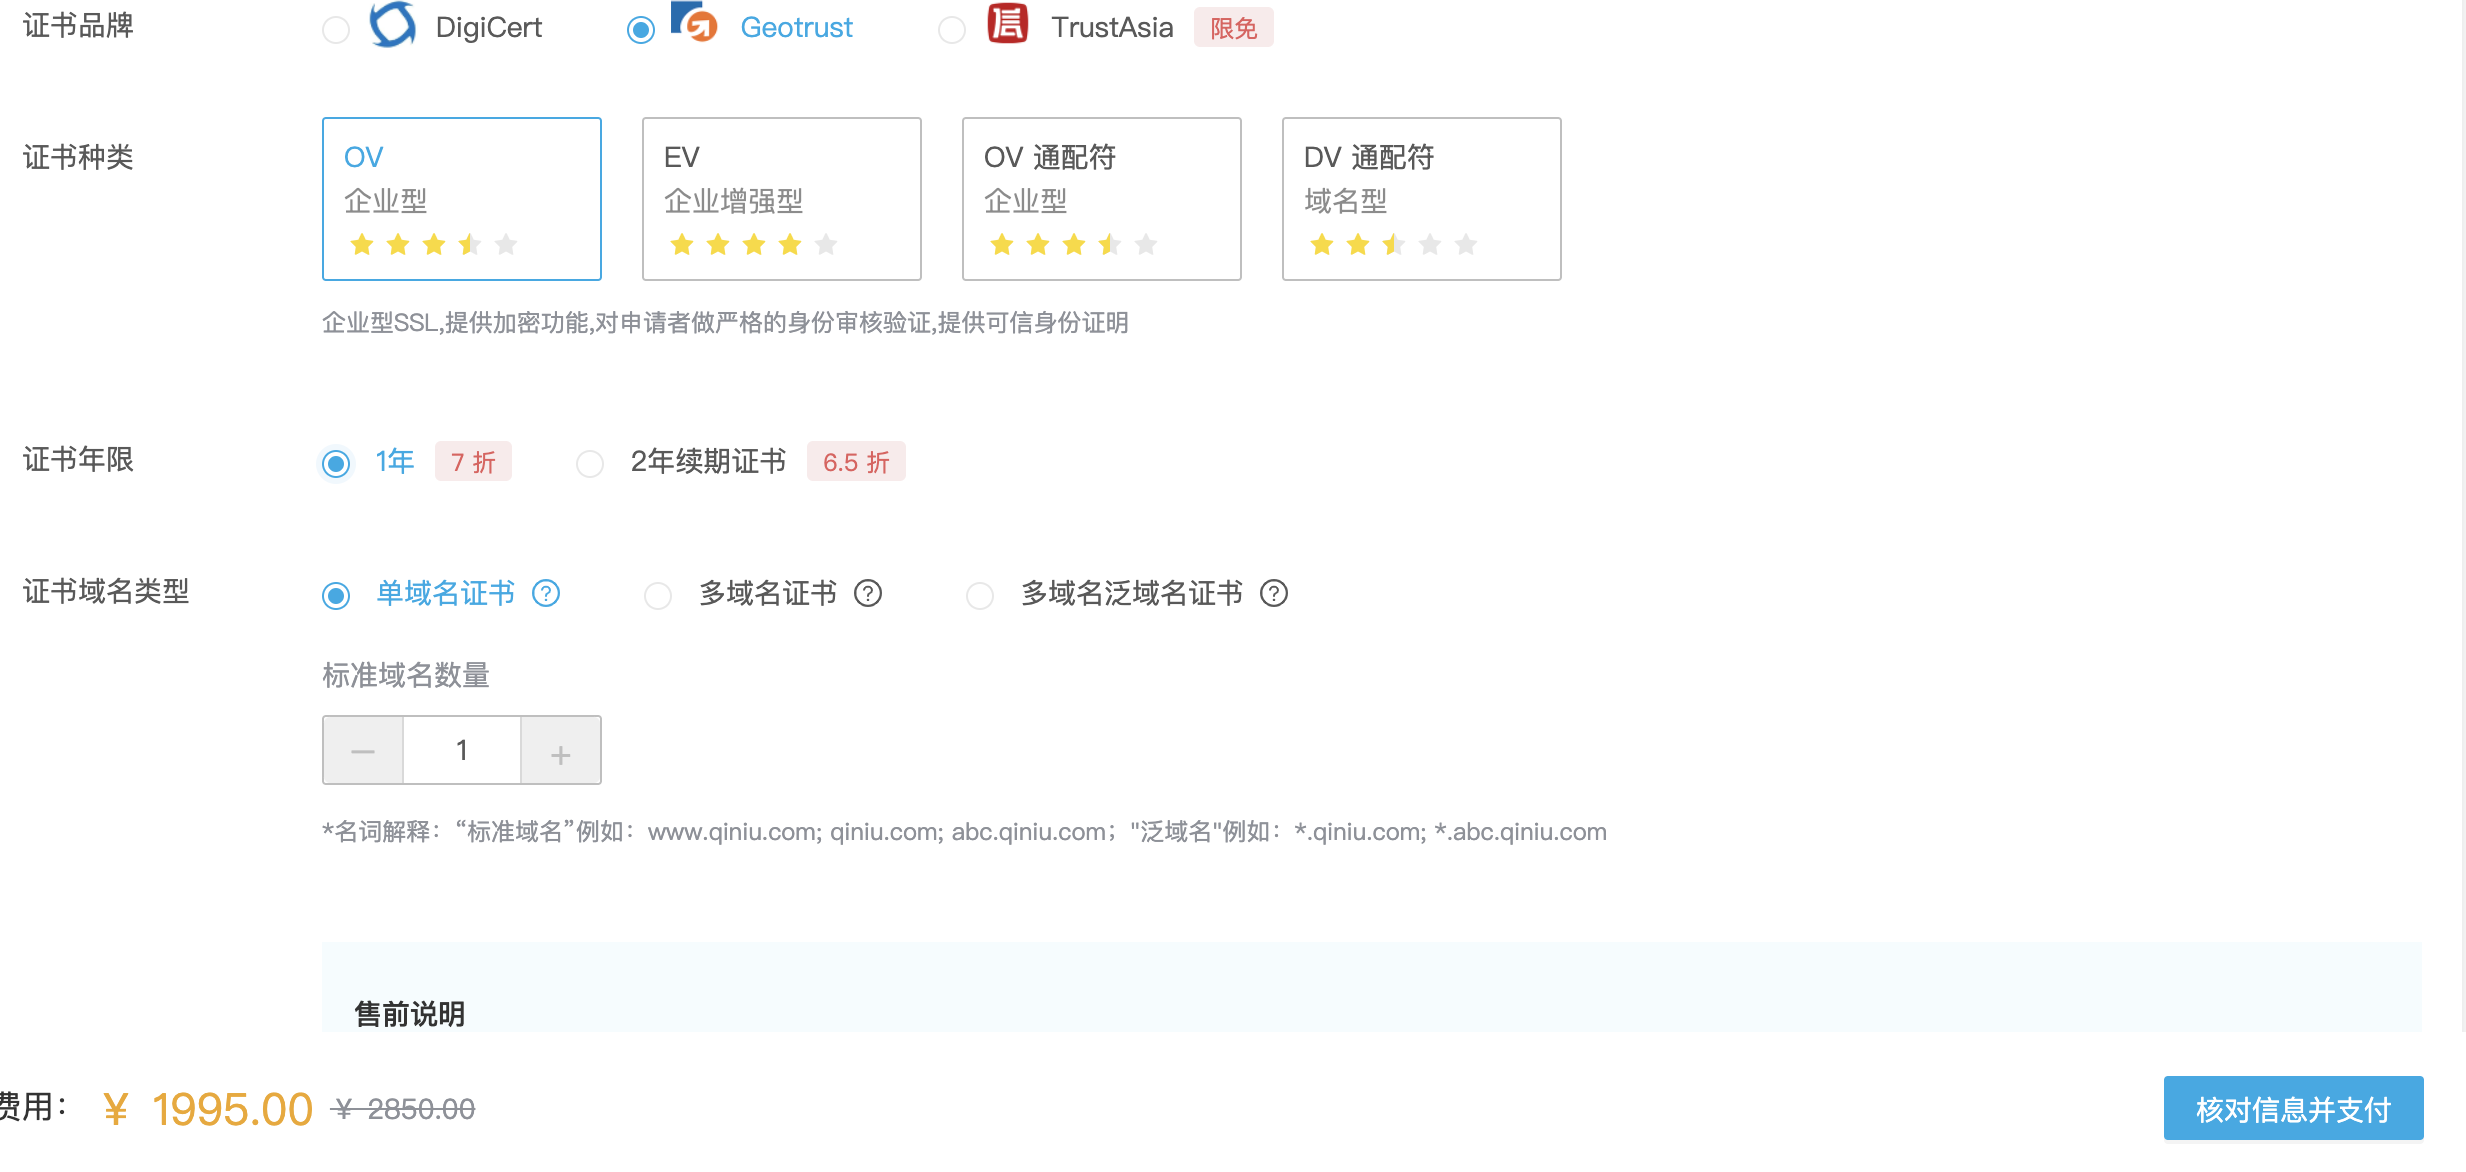 证书品牌 DigiCert Geotrust TrustAsia 限免
证书种类
OV
企业型
EV
企业增强型
OV 通配符
企业型
DV 通配符
域名型
企业型SSL,提供加密功能,对申请者做严格的身份审核验证,提供可信身份证明
证书年限 1年 7 折 2年续期证书 6.5 折
证书域名类型 单域名证书 ? 多域名证书 ? 多域名泛域名证书 ?
标准域名数量
— 1 +
*名词解释：“标准域名”例如：www.qiniu.com; qiniu.com; abc.qiniu.com；"泛域名"例如：*.qiniu.com; *.abc.qiniu.com
售前说明
费用： ¥ 1995.00 ¥ 2850.00 核对信息并支付